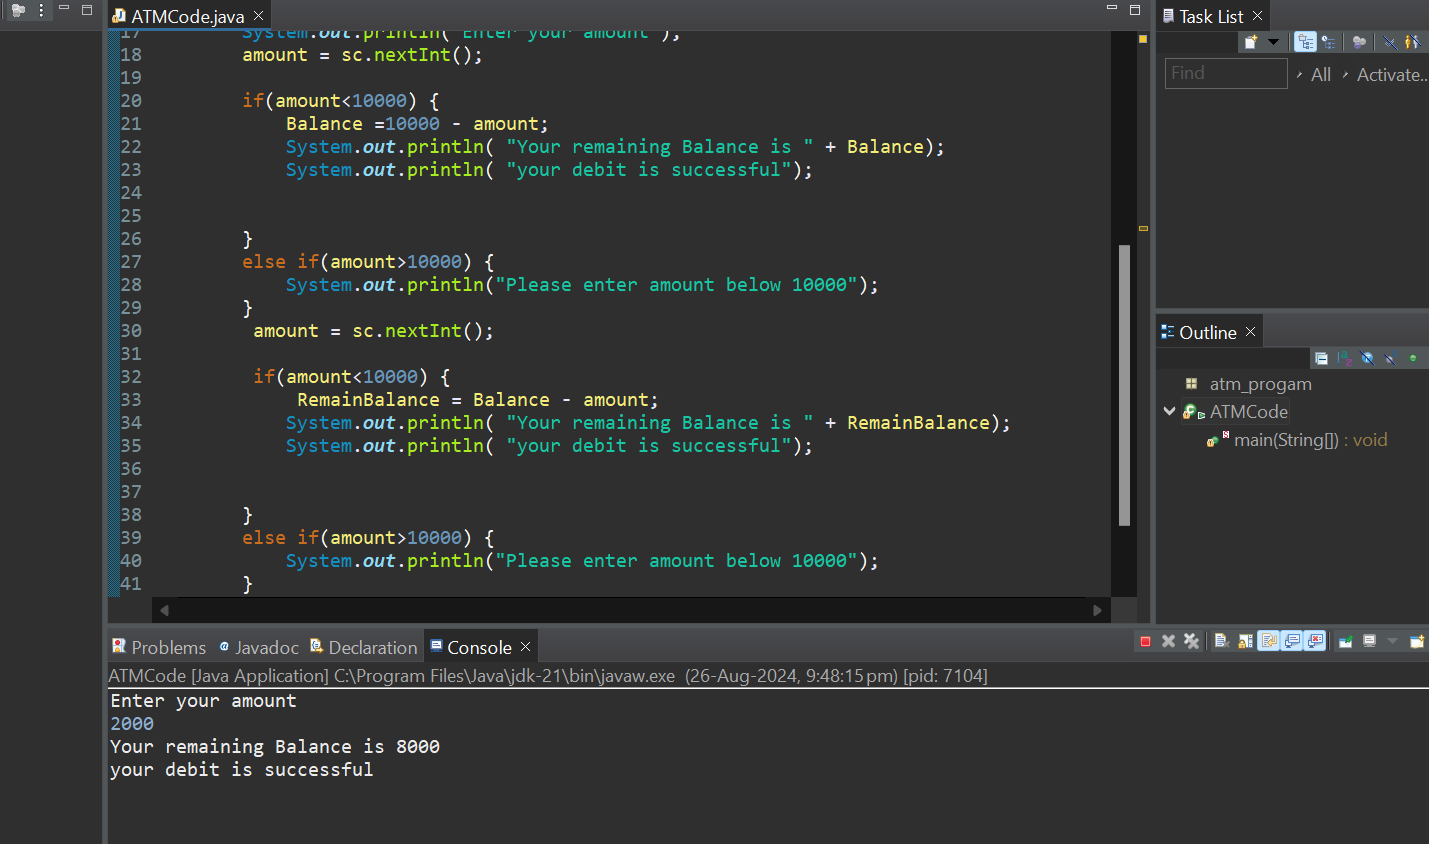 ATMCode.java
17 System.out.println("Enter your amount");
18 amount = sc.nextInt();
19
20 if(amount<10000) {
21 Balance =10000 - amount;
22 System.out.println( "Your remaining Balance is " + Balance);
23 System.out.println( "your debit is successful");
24
25
26 }
27 else if(amount>10000) {
28 System.out.println("Please enter amount below 10000");
29 }
30 amount = sc.nextInt();
31
32 if(amount<10000) {
33 RemainBalance = Balance - amount;
34 System.out.println( "Your remaining Balance is " + RemainBalance);
35 System.out.println( "your debit is successful");
36
37
38 }
39 else if(amount>10000) {
40 System.out.println("Please enter amount below 10000");
41 }
Task List
Find
All
Activate...
Outline
atm_progam
ATMCode
main(String[]) : void
Problems
Javadoc
Declaration
Console
ATMCode [Java Application] C:\Program Files\Java\jdk-21\bin\javaw.exe (26-Aug-2024, 9:48:15 pm) [pid: 7104]
Enter your amount
2000
Your remaining Balance is 8000
your debit is successful